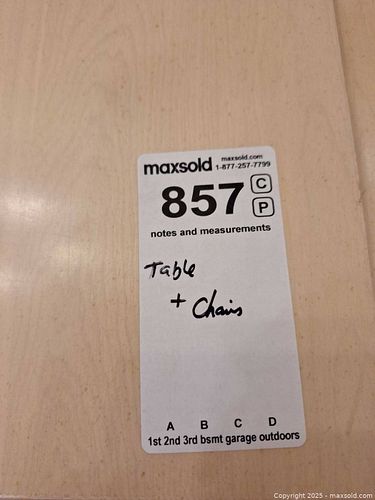 maxsold maxsold.com
1-877-257-7799
857 C
P
notes and measurements
Table
+ Chairs
A B C D
1st 2nd 3rd bsmt garage outdoors
Copyright © 2025 - maxsold.com